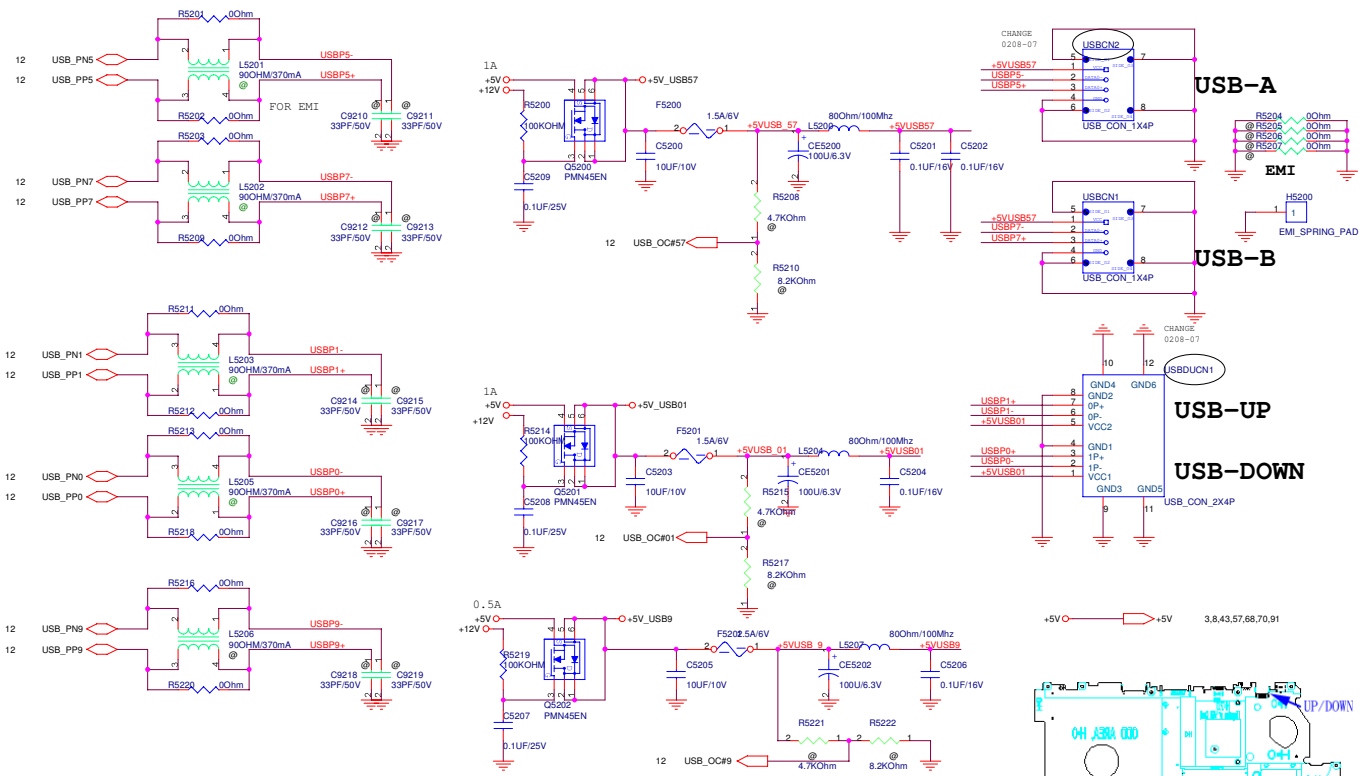 R5201 0Ohm
12 USB_PN5
12 USB_PP5
L5201
90OHM/370mA
@
USBP5-
USBP5+
FOR EMI
R5202 0Ohm
C9210
33PF/50V
@
C9211
33PF/50V
@
R5203 0Ohm
12 USB_PN7
12 USB_PP7
L5202
90OHM/370mA
@
USBP7-
USBP7+
R5209 0Ohm
C9212
33PF/50V
@
C9213
33PF/50V
@
R5211 0Ohm
12 USB_PN1
12 USB_PP1
L5203
90OHM/370mA
@
USBP1-
USBP1+
R5212 0Ohm
C9214
33PF/50V
@
C9215
33PF/50V
@
R5213 0Ohm
12 USB_PN0
12 USB_PP0
L5205
90OHM/370mA
@
USBP0-
USBP0+
R5218 0Ohm
C9216
33PF/50V
@
C9217
33PF/50V
@
R5216 0Ohm
12 USB_PN9
12 USB_PP9
L5206
90OHM/370mA
@
USBP9-
USBP9+
R5220 0Ohm
C9218
33PF/50V
@
C9219
33PF/50V
@
1A
+5V
+12V
R5200
100KOHM
C5209
0.1UF/25V
Q5200
PMN45EN
+5V_USB57
C5200
10UF/10V
F5200
1.5A/6V
+5VUSB_57
L5209
80Ohm/100Mhz
+5VUSB57
CE5200
100U/6.3V
C5201
0.1UF/16V
C5202
0.1UF/16V
R5208
4.7KOhm
12 USB_OC#57
R5210
8.2KOhm
@
1A
+5V
+12V
R5214
100KOHM
C5208
0.1UF/25V
Q5201
PMN45EN
+5V_USB01
C5203
10UF/10V
F5201
1.5A/6V
+5VUSB_01
L5204
80Ohm/100Mhz
+5VUSB01
CE5201
100U/6.3V
C5204
0.1UF/16V
R5215
4.7KOhm
@
12 USB_OC#01
R5217
8.2KOhm
@
0.5A
+5V
+12V
R5219
100KOHM
C5207
0.1UF/25V
Q5202
PMN45EN
+5V_USB9
C5205
10UF/10V
+5VUSB_9
L5207
80Ohm/100Mhz
+5VUSB9
CE5202
100U/6.3V
C5206
0.1UF/16V
R5221
@
4.7KOhm
R5222
@
8.2KOhm
12 USB_OC#9
CHANGE
0208-07
USBCN2
+5VUSB57
USBP5-
USBP5+
USB_CON_1X4P
USB-A
R5204 0Ohm
R5205 0Ohm
R5206 0Ohm
R5207 0Ohm
@
EMI
USBCN1
+5VUSB57
USBP7-
USBP7+
USB_CON_1X4P
USB-B
H5200
1
EMI_SPRING_PAD
CHANGE
0208-07
USBDUCN1
10 12
GND4 GND6
8 GND2
USBP1+ 7 0P+
USBP1- 6 0P-
+5VUSB01 5 VCC2
4 GND1
USBP0+ 3 1P+
USBP0- 2 1P-
+5VUSB01 1 VCC1
GND3 GND5
9 11
USB_CON_2X4P
USB-UP
USB-DOWN
+5V +5V 3,8,43,57,68,70,91
UP/DOWN